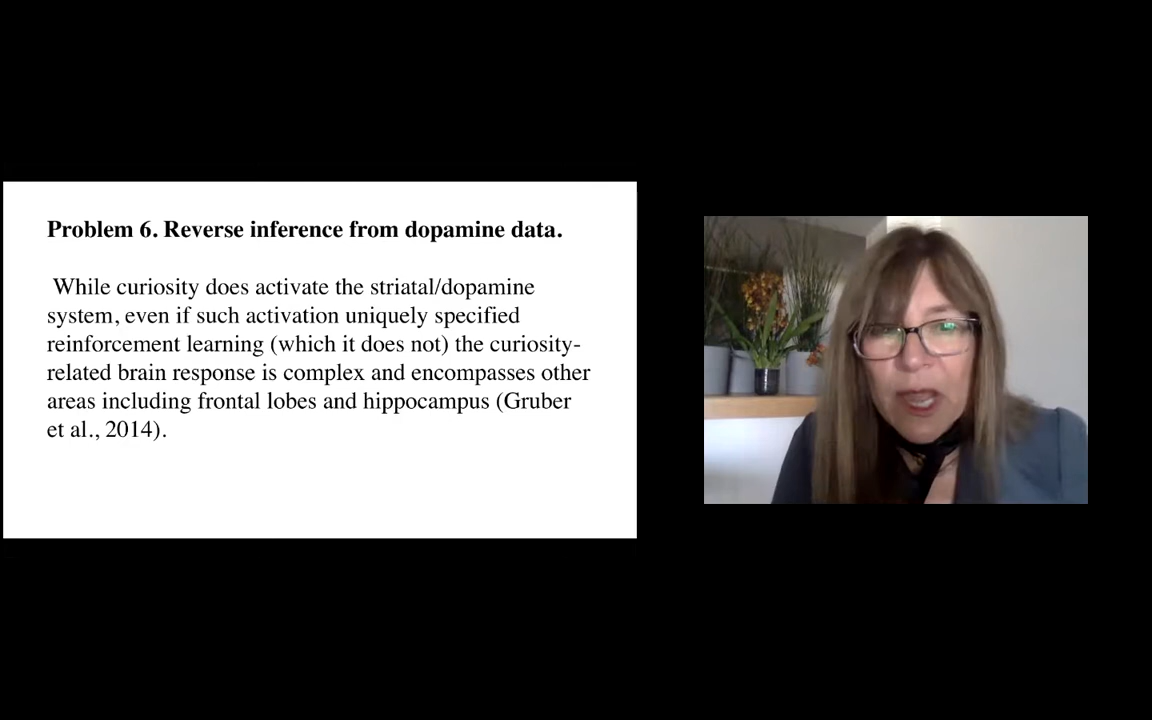 Problem 6. Reverse inference from dopamine data.
While curiosity does activate the striatal/dopamine
system, even if such activation uniquely specified
reinforcement learning (which it does not) the curiosity-
related brain response is complex and encompasses other
areas including frontal lobes and hippocampus (Gruber
et al., 2014).